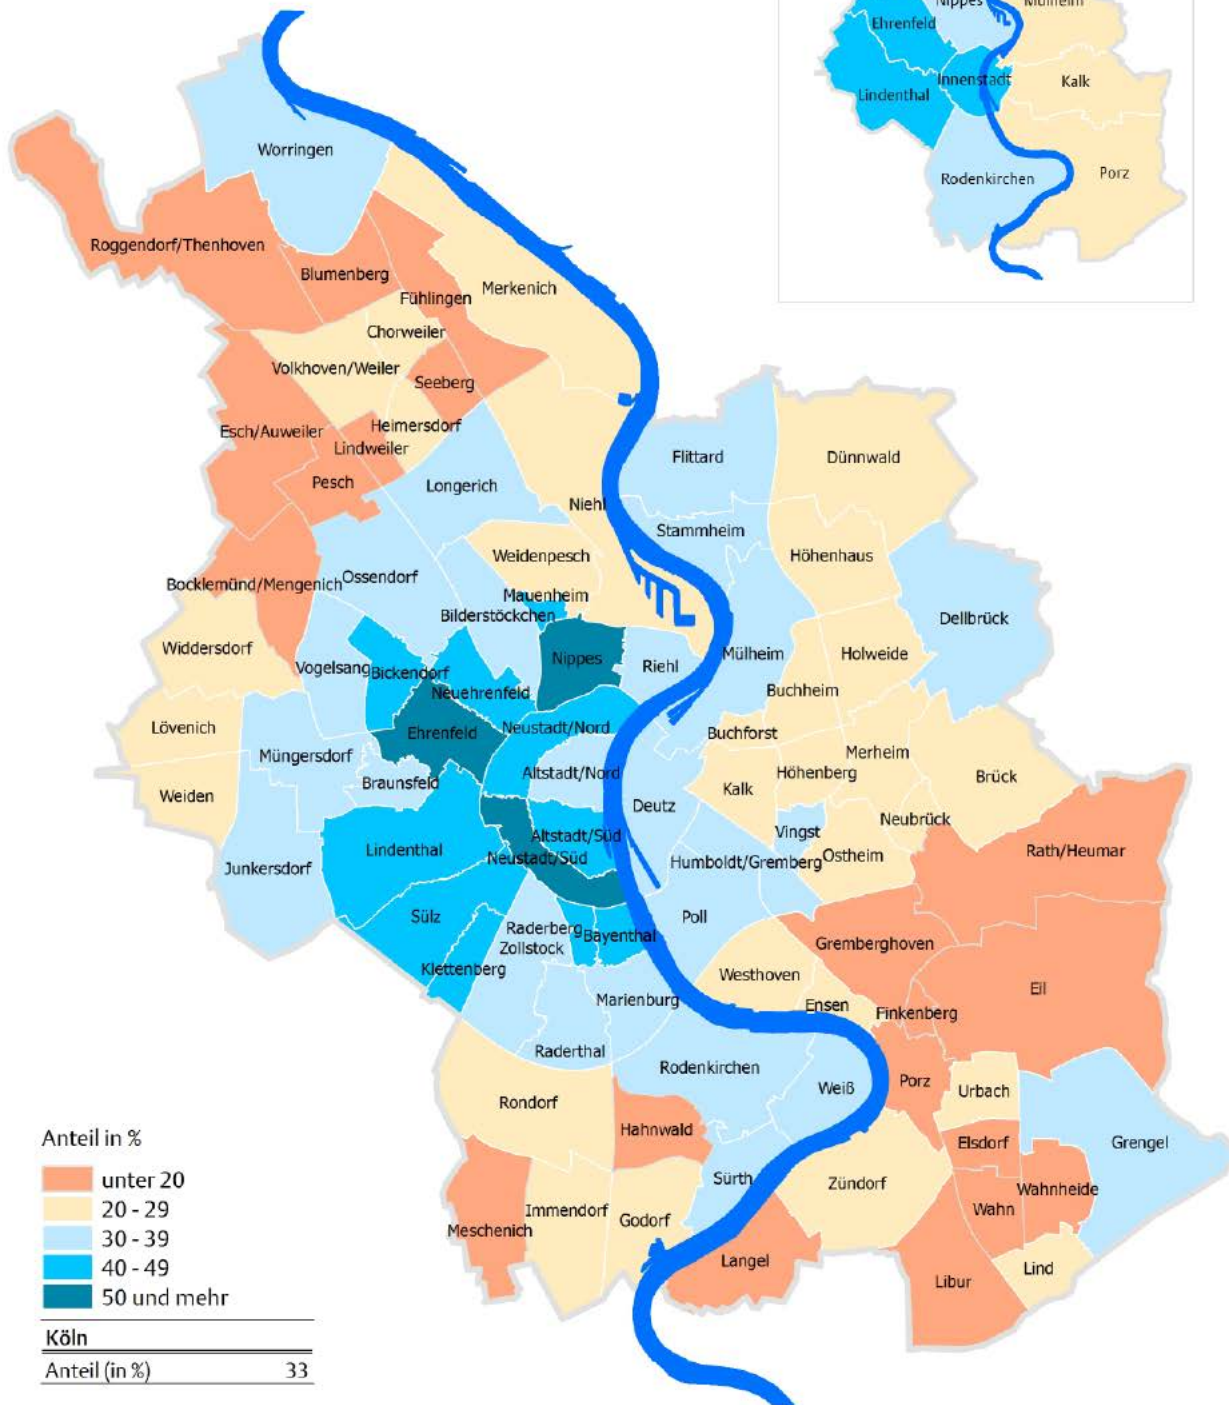 Nippes
Mülheim
Ehrenfeld
Innenstadt
Kalk
Lindenthal
Rodenkirchen
Porz
Worringen
Roggendorf/Thenhoven
Blumenberg
Fühlingen
Merkenich
Chorweiler
Volkhoven/Weiler
Seeberg
Heimersdorf
Esch/Auweiler
Lindweiler
Pesch
Longerich
Flittard
Dünnwald
Niehl
Stammheim
Weidenpesch
Höhenhaus
Bocklemünd/Mengenich
Ossendorf
Mauenheim
Bilderstöckchen
Dellbrück
Widdersdorf
Vogelsang
Bickendorf
Nippes
Riehl
Mülheim
Holweide
Neuehrenfeld
Buchheim
Lövenich
Ehrenfeld
Neustadt/Nord
Buchforst
Müngersdorf
Merheim
Braunsfeld
Altstadt/Nord
Höhenberg
Brück
Weiden
Kalk
Deutz
Neubrück
Vingst
Altstadt/Süd
Lindenthal
Neustadt/Süd
Rath/Heumar
Junkersdorf
Humboldt/Gremberg
Ostheim
Sülz
Poll
Raderberg
Zollstock
Bayenthal
Gremberghoven
Klettenberg
Westhoven
Eil
Marienburg
Ensen
Finkenberg
Raderthal
Rodenkirchen
Weiß
Porz
Urbach
Rondorf
Hahnwald
Elsdorf
Grengel
Sürth
Zündorf
Wahnheide
Immendorf
Godorf
Wahn
Meschenich
Langel
Libur
Lind
Anteil in %
unter 20
20 - 29
30 - 39
40 - 49
50 und mehr
Köln
Anteil (in %) 33